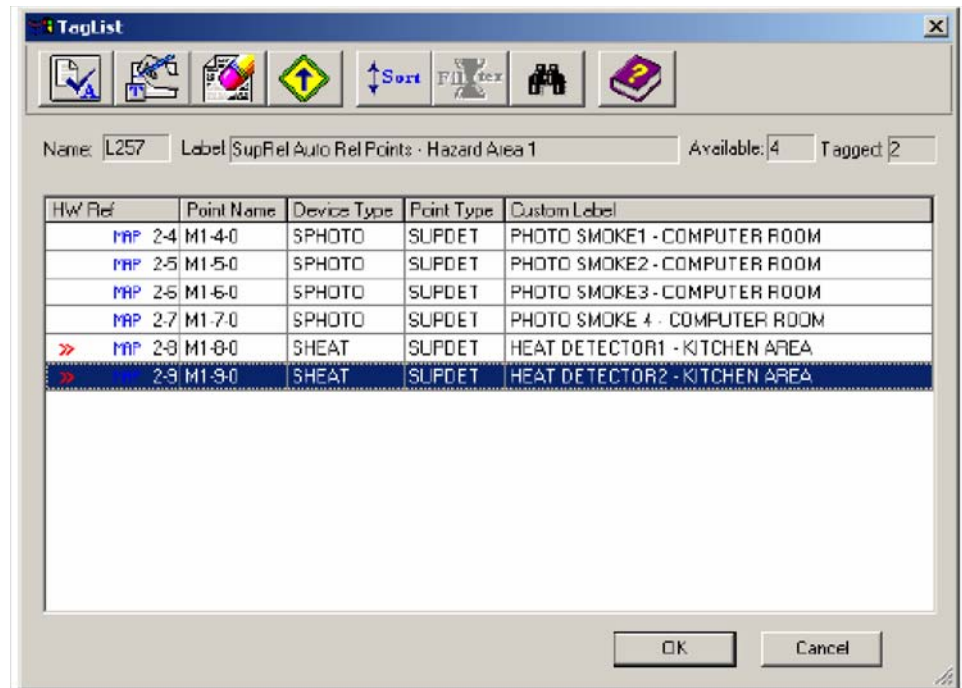 TagList
A T Sort Filter ?
Name: L257 Label SupRel Auto Rel Points - Hazard Area 1 Available: 4 Tagged: 2
HW Ref Point Name Device Type Point Type Custom Label
MAP 2-4 M1-4-0 SPHOTO SUPDET PHOTO SMOKE1 - COMPUTER ROOM
MAP 2-5 M1-5-0 SPHOTO SUPDET PHOTO SMOKE2 - COMPUTER ROOM
MAP 2-6 M1-6-0 SPHOTO SUPDET PHOTO SMOKE3 - COMPUTER ROOM
MAP 2-7 M1-7-0 SPHOTO SUPDET PHOTO SMOKE 4 - COMPUTER ROOM
» MAP 2-8 M1-8-0 SHEAT SUPDET HEAT DETECTOR1 - KITCHEN AREA
» MAP 2-9 M1-9-0 SHEAT SUPDET HEAT DETECTOR2 - KITCHEN AREA
OK Cancel